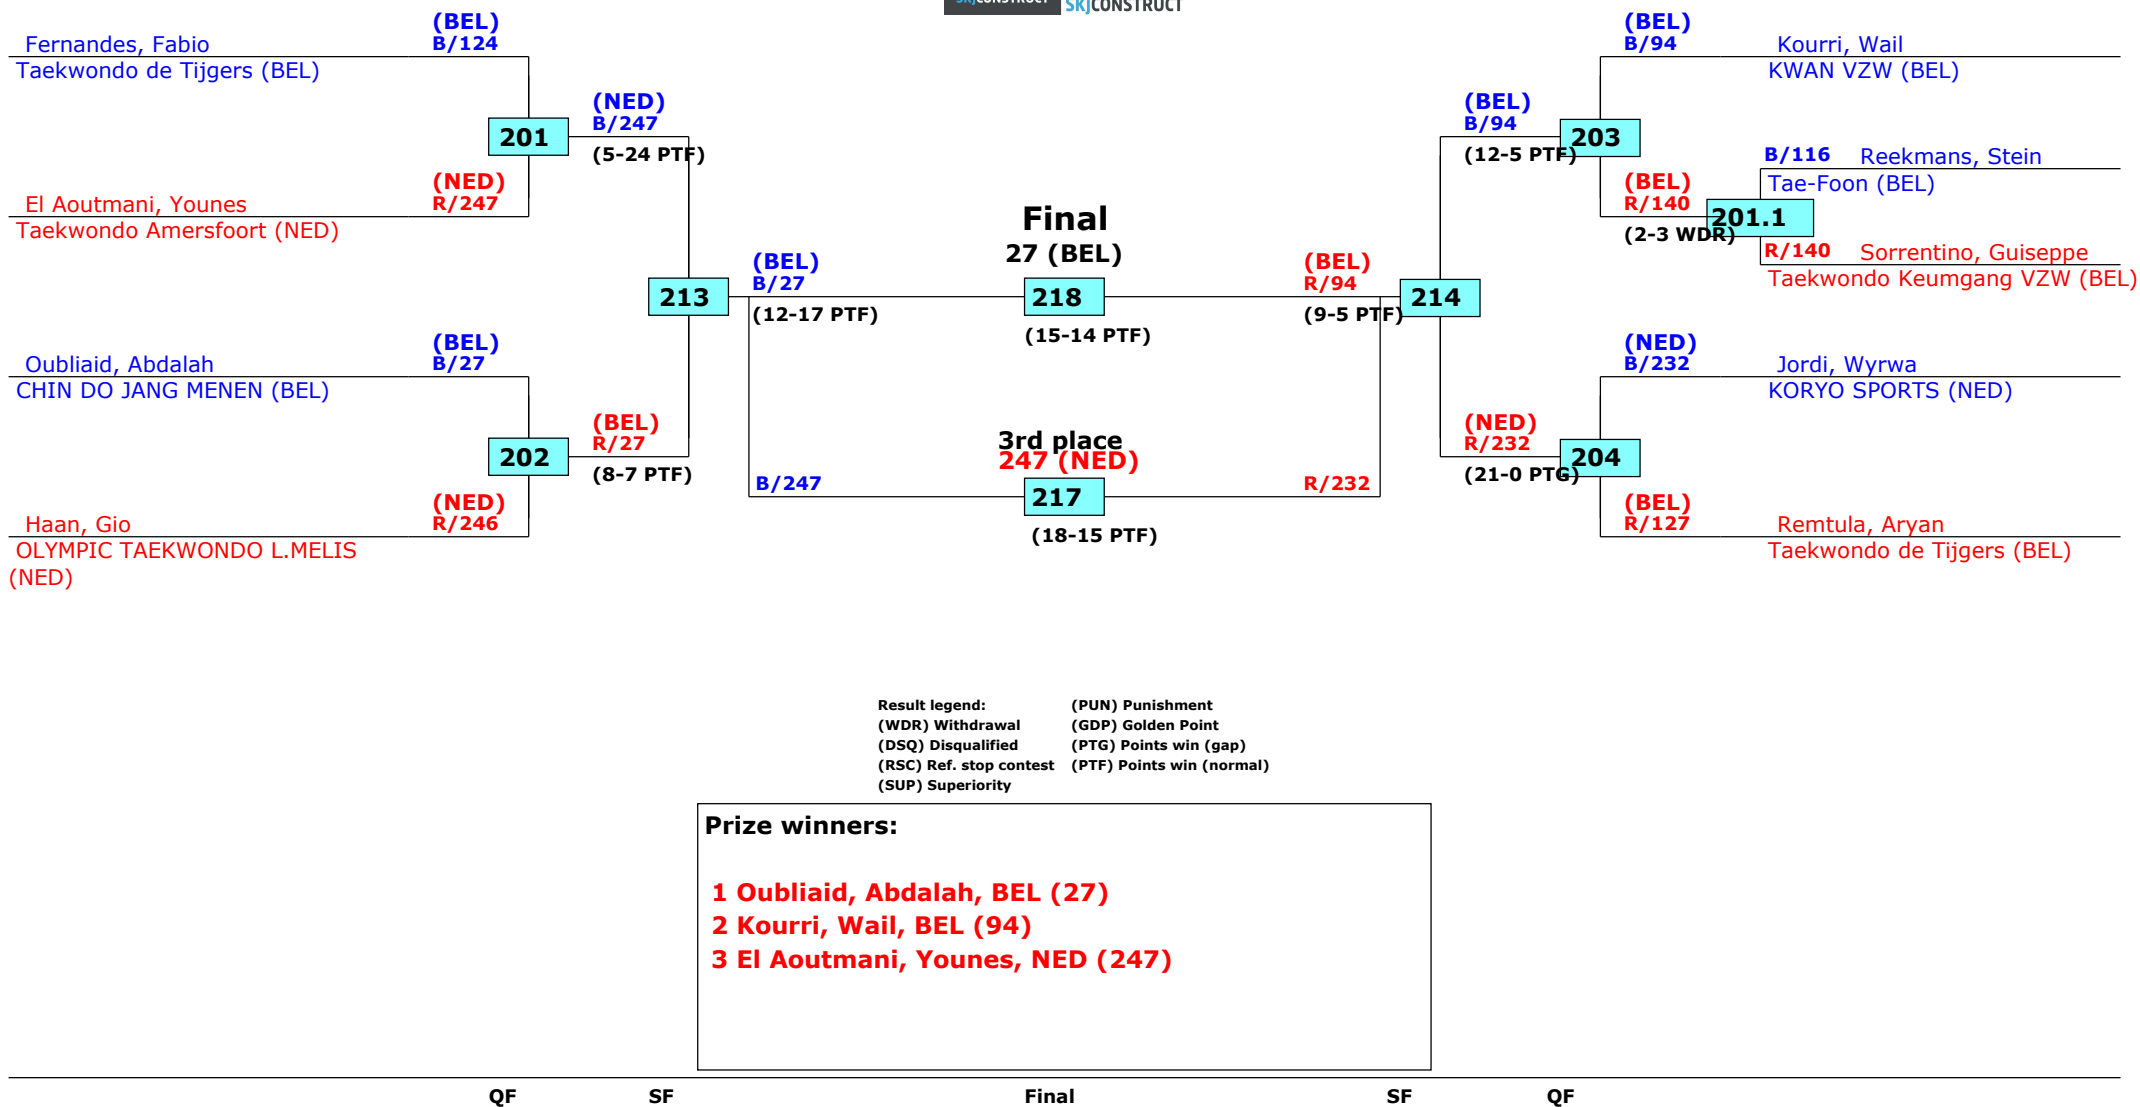 SKJCONSTRUCT SKJCONSTRUCT
(BEL)
B/124
Fernandes, Fabio
Taekwondo de Tijgers (BEL)
(NED)
B/247
201
(5-24 PTF)
(NED)
R/247
El Aoutmani, Younes
Taekwondo Amersfoort (NED)
213
(BEL)
B/27
(12-17 PTF)
(BEL)
B/27
Oubliaid, Abdalah
CHIN DO JANG MENEN (BEL)
(BEL)
R/27
202
(8-7 PTF)
(NED)
R/246
Haan, Gio
OLYMPIC TAEKWONDO L.MELIS
(NED)
Final
27 (BEL)
218
(15-14 PTF)
3rd place
247 (NED)
B/247
217
R/232
(18-15 PTF)
(BEL)
R/94
214
(9-5 PTF)
(BEL)
B/94
203
(12-5 PTF)
(BEL)
B/94
Kourri, Wail
KWAN VZW (BEL)
B/116 Reekmans, Stein
Tae-Foon (BEL)
(BEL)
R/140
201.1
(2-3 WDR)
R/140 Sorrentino, Guiseppe
Taekwondo Keumgang VZW (BEL)
(NED)
B/232
Jordi, Wyrwa
KORYO SPORTS (NED)
(NED)
R/232
204
(21-0 PTG)
(BEL)
R/127
Remtula, Aryan
Taekwondo de Tijgers (BEL)
Result legend: (PUN) Punishment
(WDR) Withdrawal (GDP) Golden Point
(DSQ) Disqualified (PTG) Points win (gap)
(RSC) Ref. stop contest (PTF) Points win (normal)
(SUP) Superiority
Prize winners:
1 Oubliaid, Abdalah, BEL (27)
2 Kourri, Wail, BEL (94)
3 El Aoutmani, Younes, NED (247)
QF SF Final SF QF